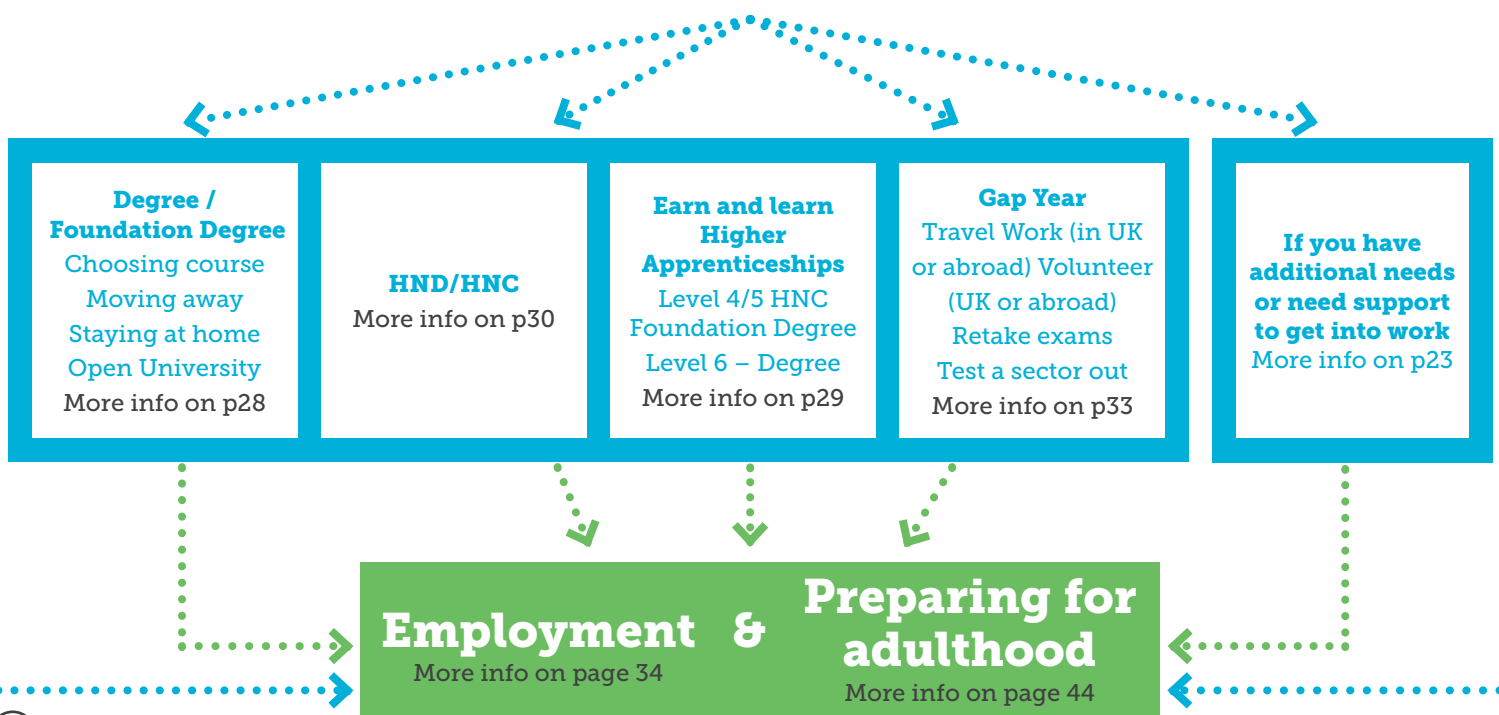 Degree /
Foundation Degree
Choosing course
Moving away
Staying at home
Open University
More info on p28
HND/HNC
More info on p30
Earn and learn
Higher
Apprenticeships
Level 4/5 HNC
Foundation Degree
Level 6 – Degree
More info on p29
Gap Year
Travel Work (in UK
or abroad) Volunteer
(UK or abroad)
Retake exams
Test a sector out
More info on p33
If you have
additional needs
or need support
to get into work
More info on p23
Employment &
More info on page 34
Preparing for
adulthood
More info on page 44